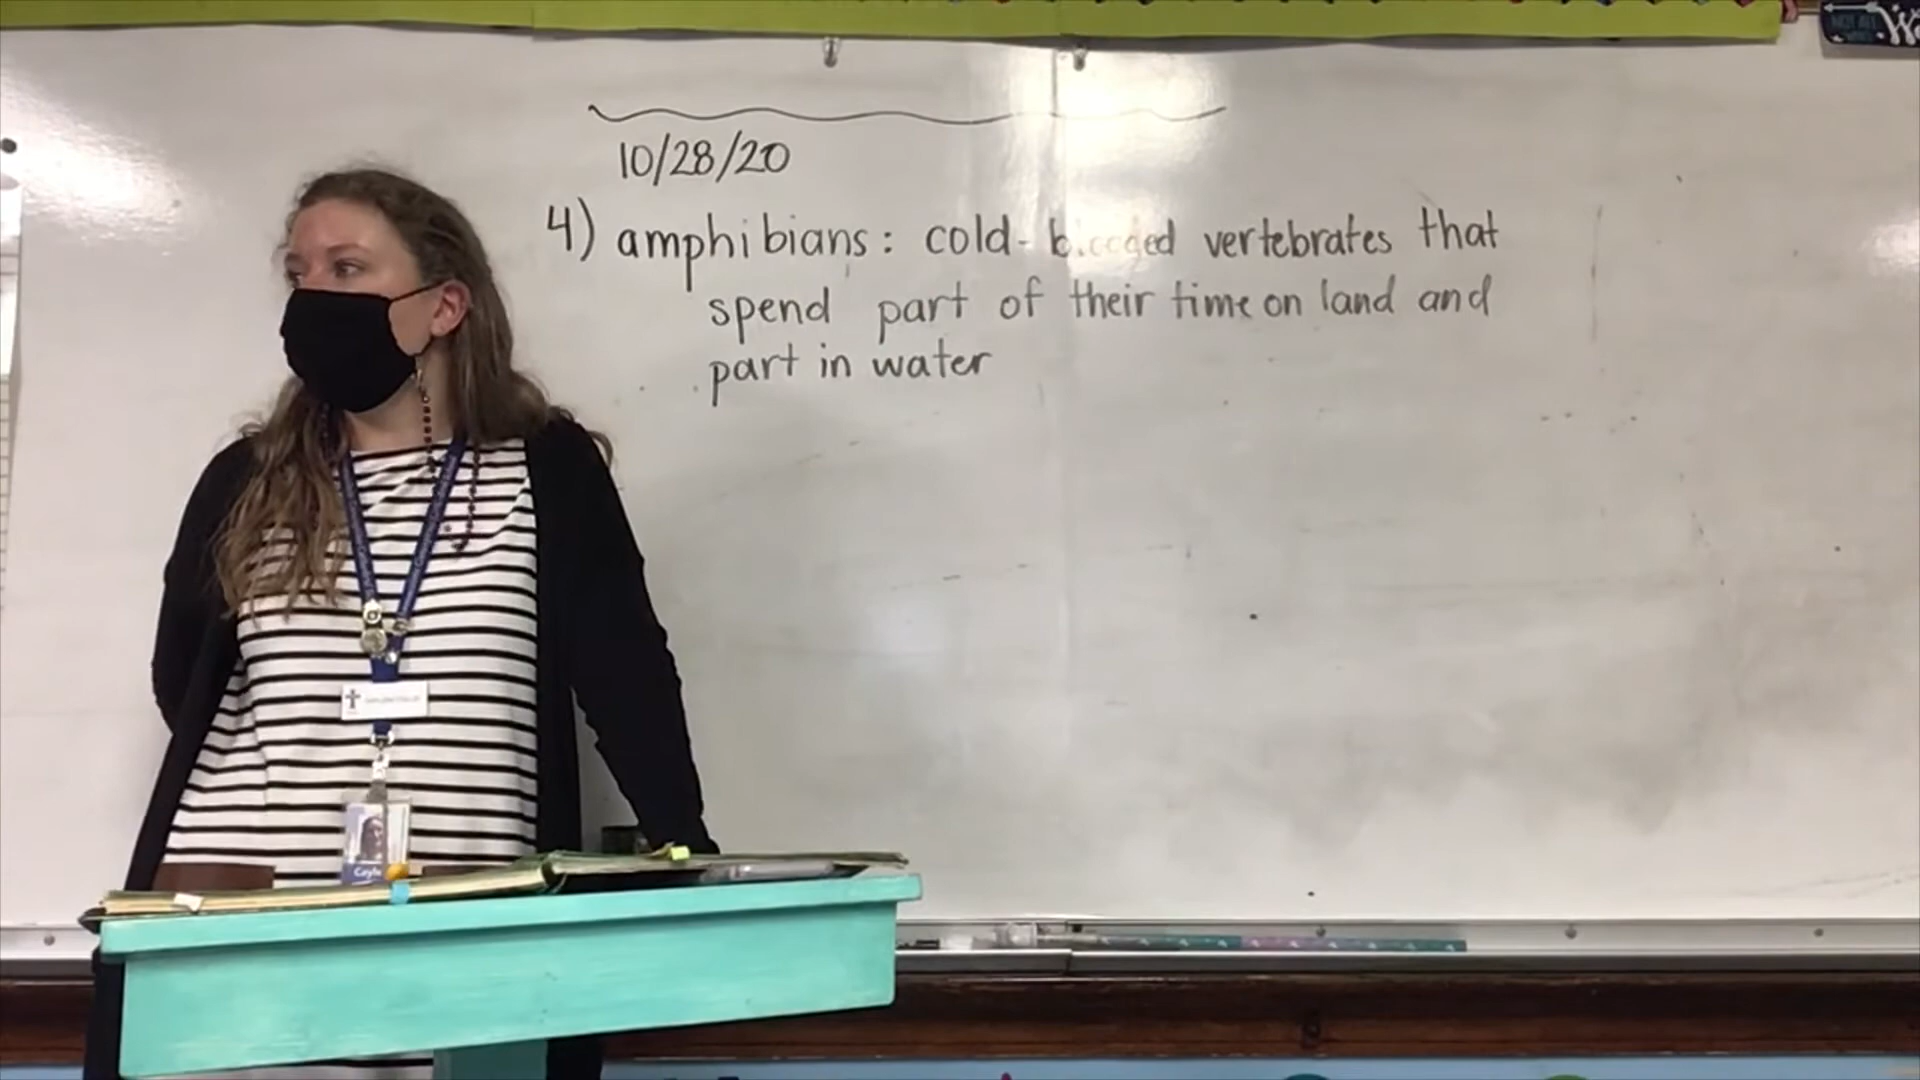 10/28/20
4) amphibians: cold-blooded vertebrates that
spend part of their time on land and
part in water